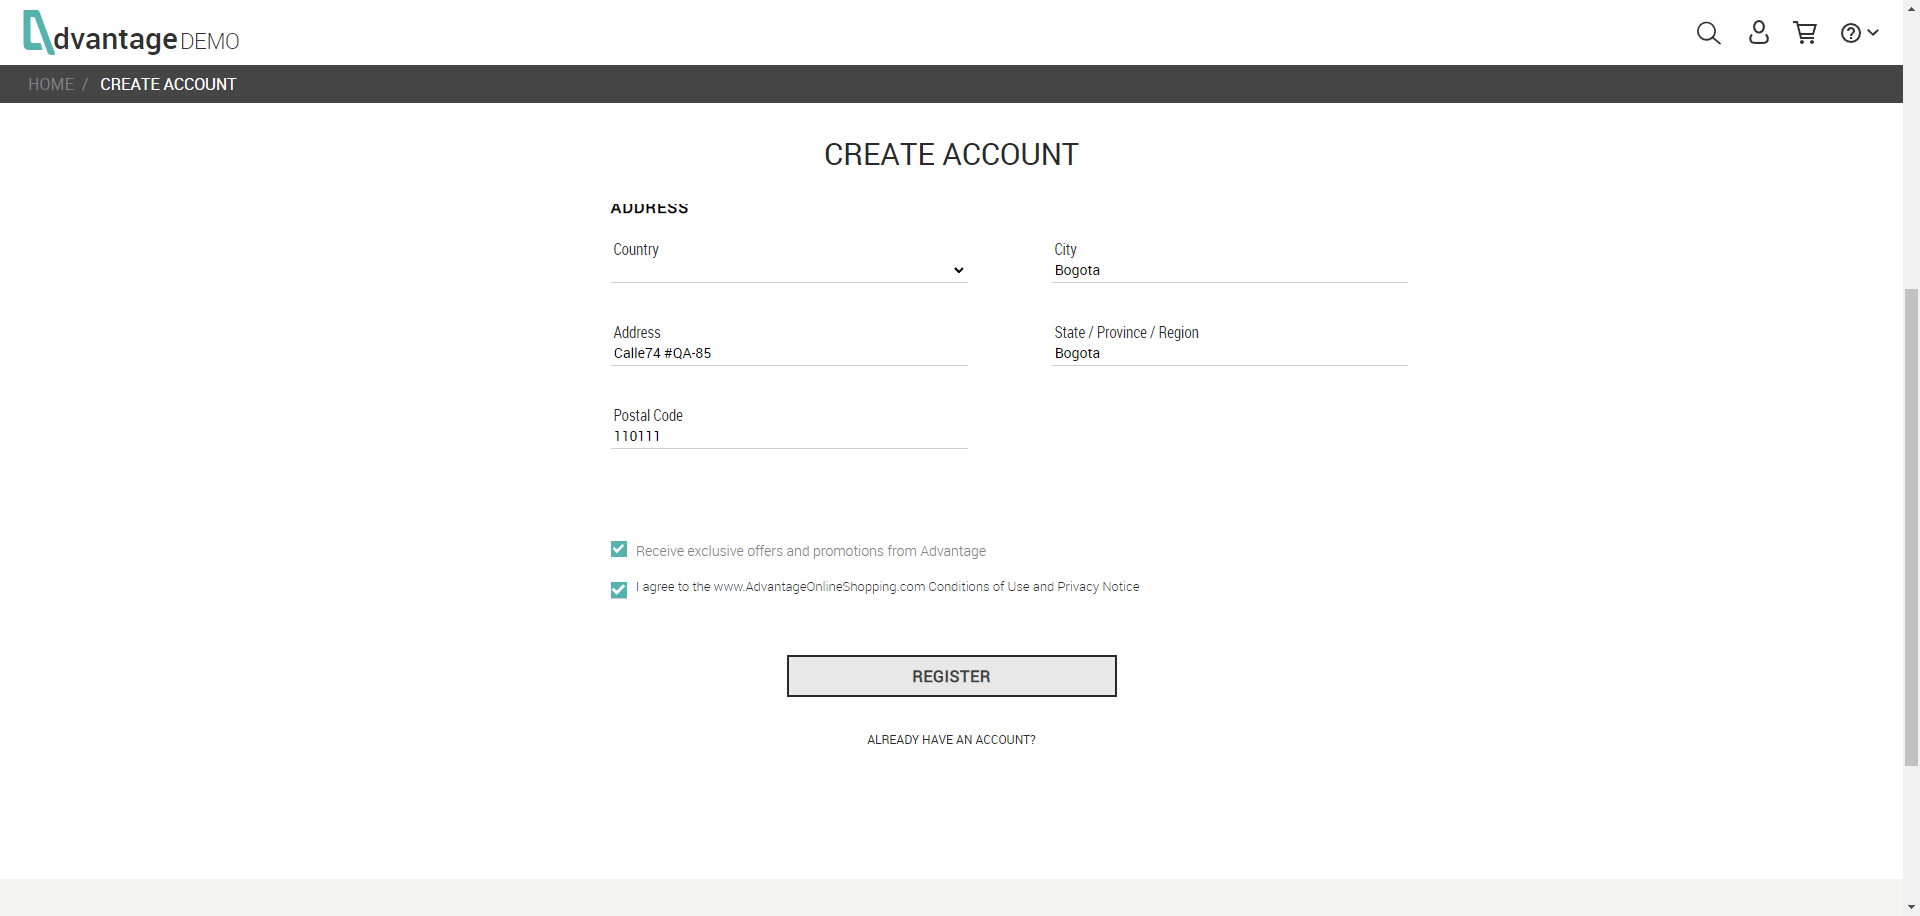 dvantage DEMO
HOME / CREATE ACCOUNT
CREATE ACCOUNT
ADDRESS
Country
City
Bogota
Address
Calle74 #QA-85
State / Province / Region
Bogota
Postal Code
110111
Receive exclusive offers and promotions from Advantage
I agree to the www.AdvantageOnlineShopping.com Conditions of Use and Privacy Notice
REGISTER
ALREADY HAVE AN ACCOUNT?